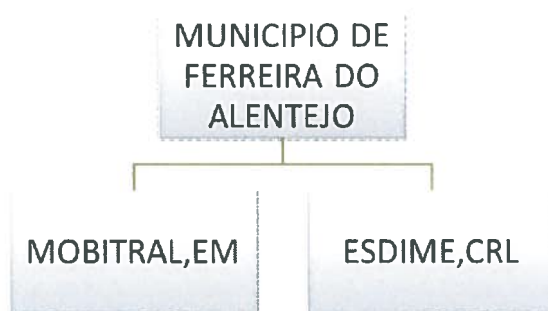 MUNICIPIO DE
FERREIRA DO
ALENTEJO
MOBITRAL,EM
ESDIME,CRL